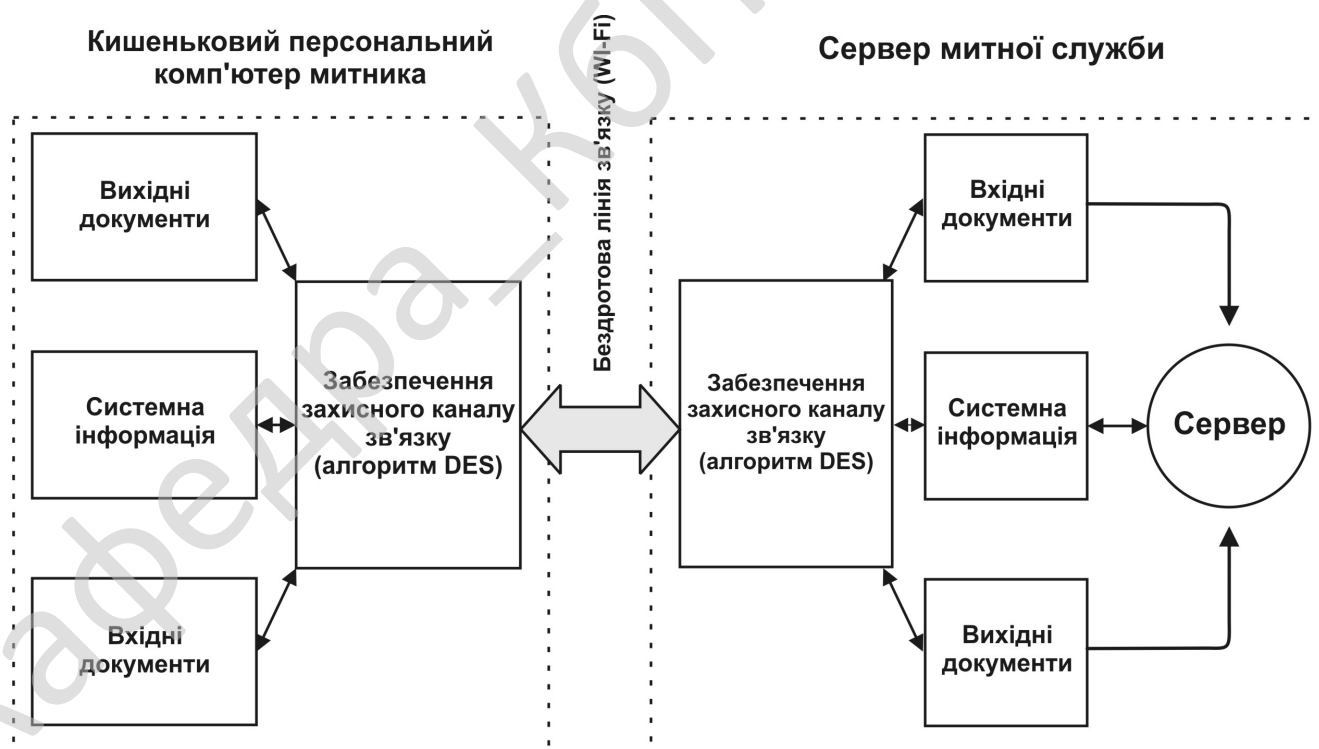 Кишеньковий персональний
комп'ютер митника
Вихідні
документи
Системна
інформація
Вхідні
документи
Забезпечення
захисного каналу
зв'язку
(алгоритм DES)
Бездротова лінія зв'язку (WI-Fi)
Сервер митної служби
Забезпечення
захисного каналу
зв'язку
(алгоритм DES)
Вхідні
документи
Системна
інформація
Вихідні
документи
Сервер